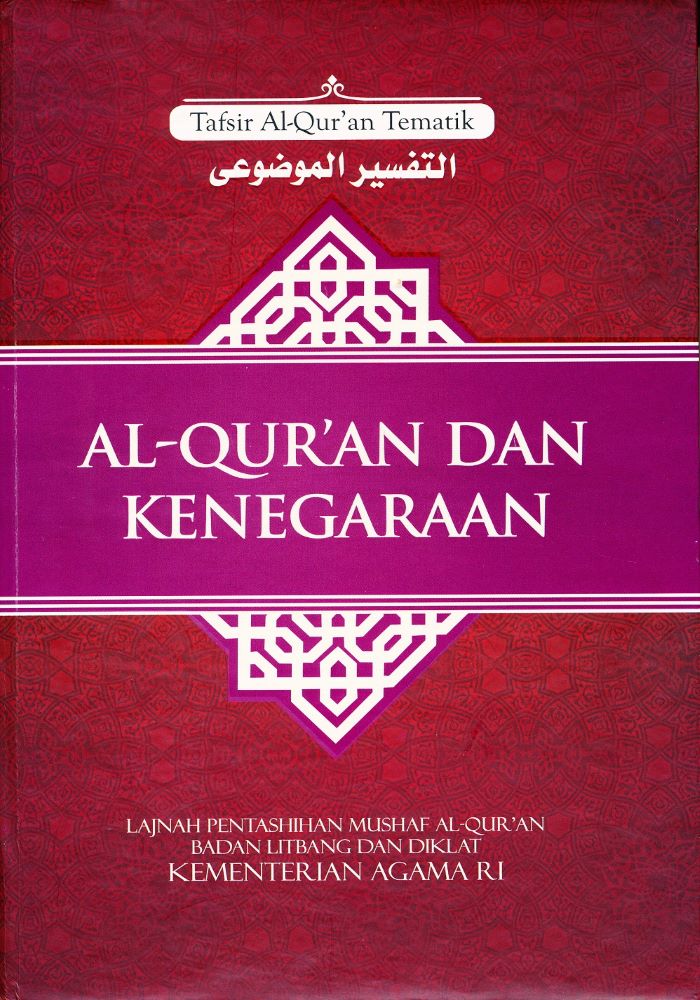 Tafsir Al-Qur'an Tematik
التفسير الموضوعى
AL-QUR'AN DAN
KENEGARAAN
LAJNAH PENTASHIHAN MUSHAF AL-QUR'AN
BADAN LITBANG DAN DIKLAT
KEMENTERIAN AGAMA RI